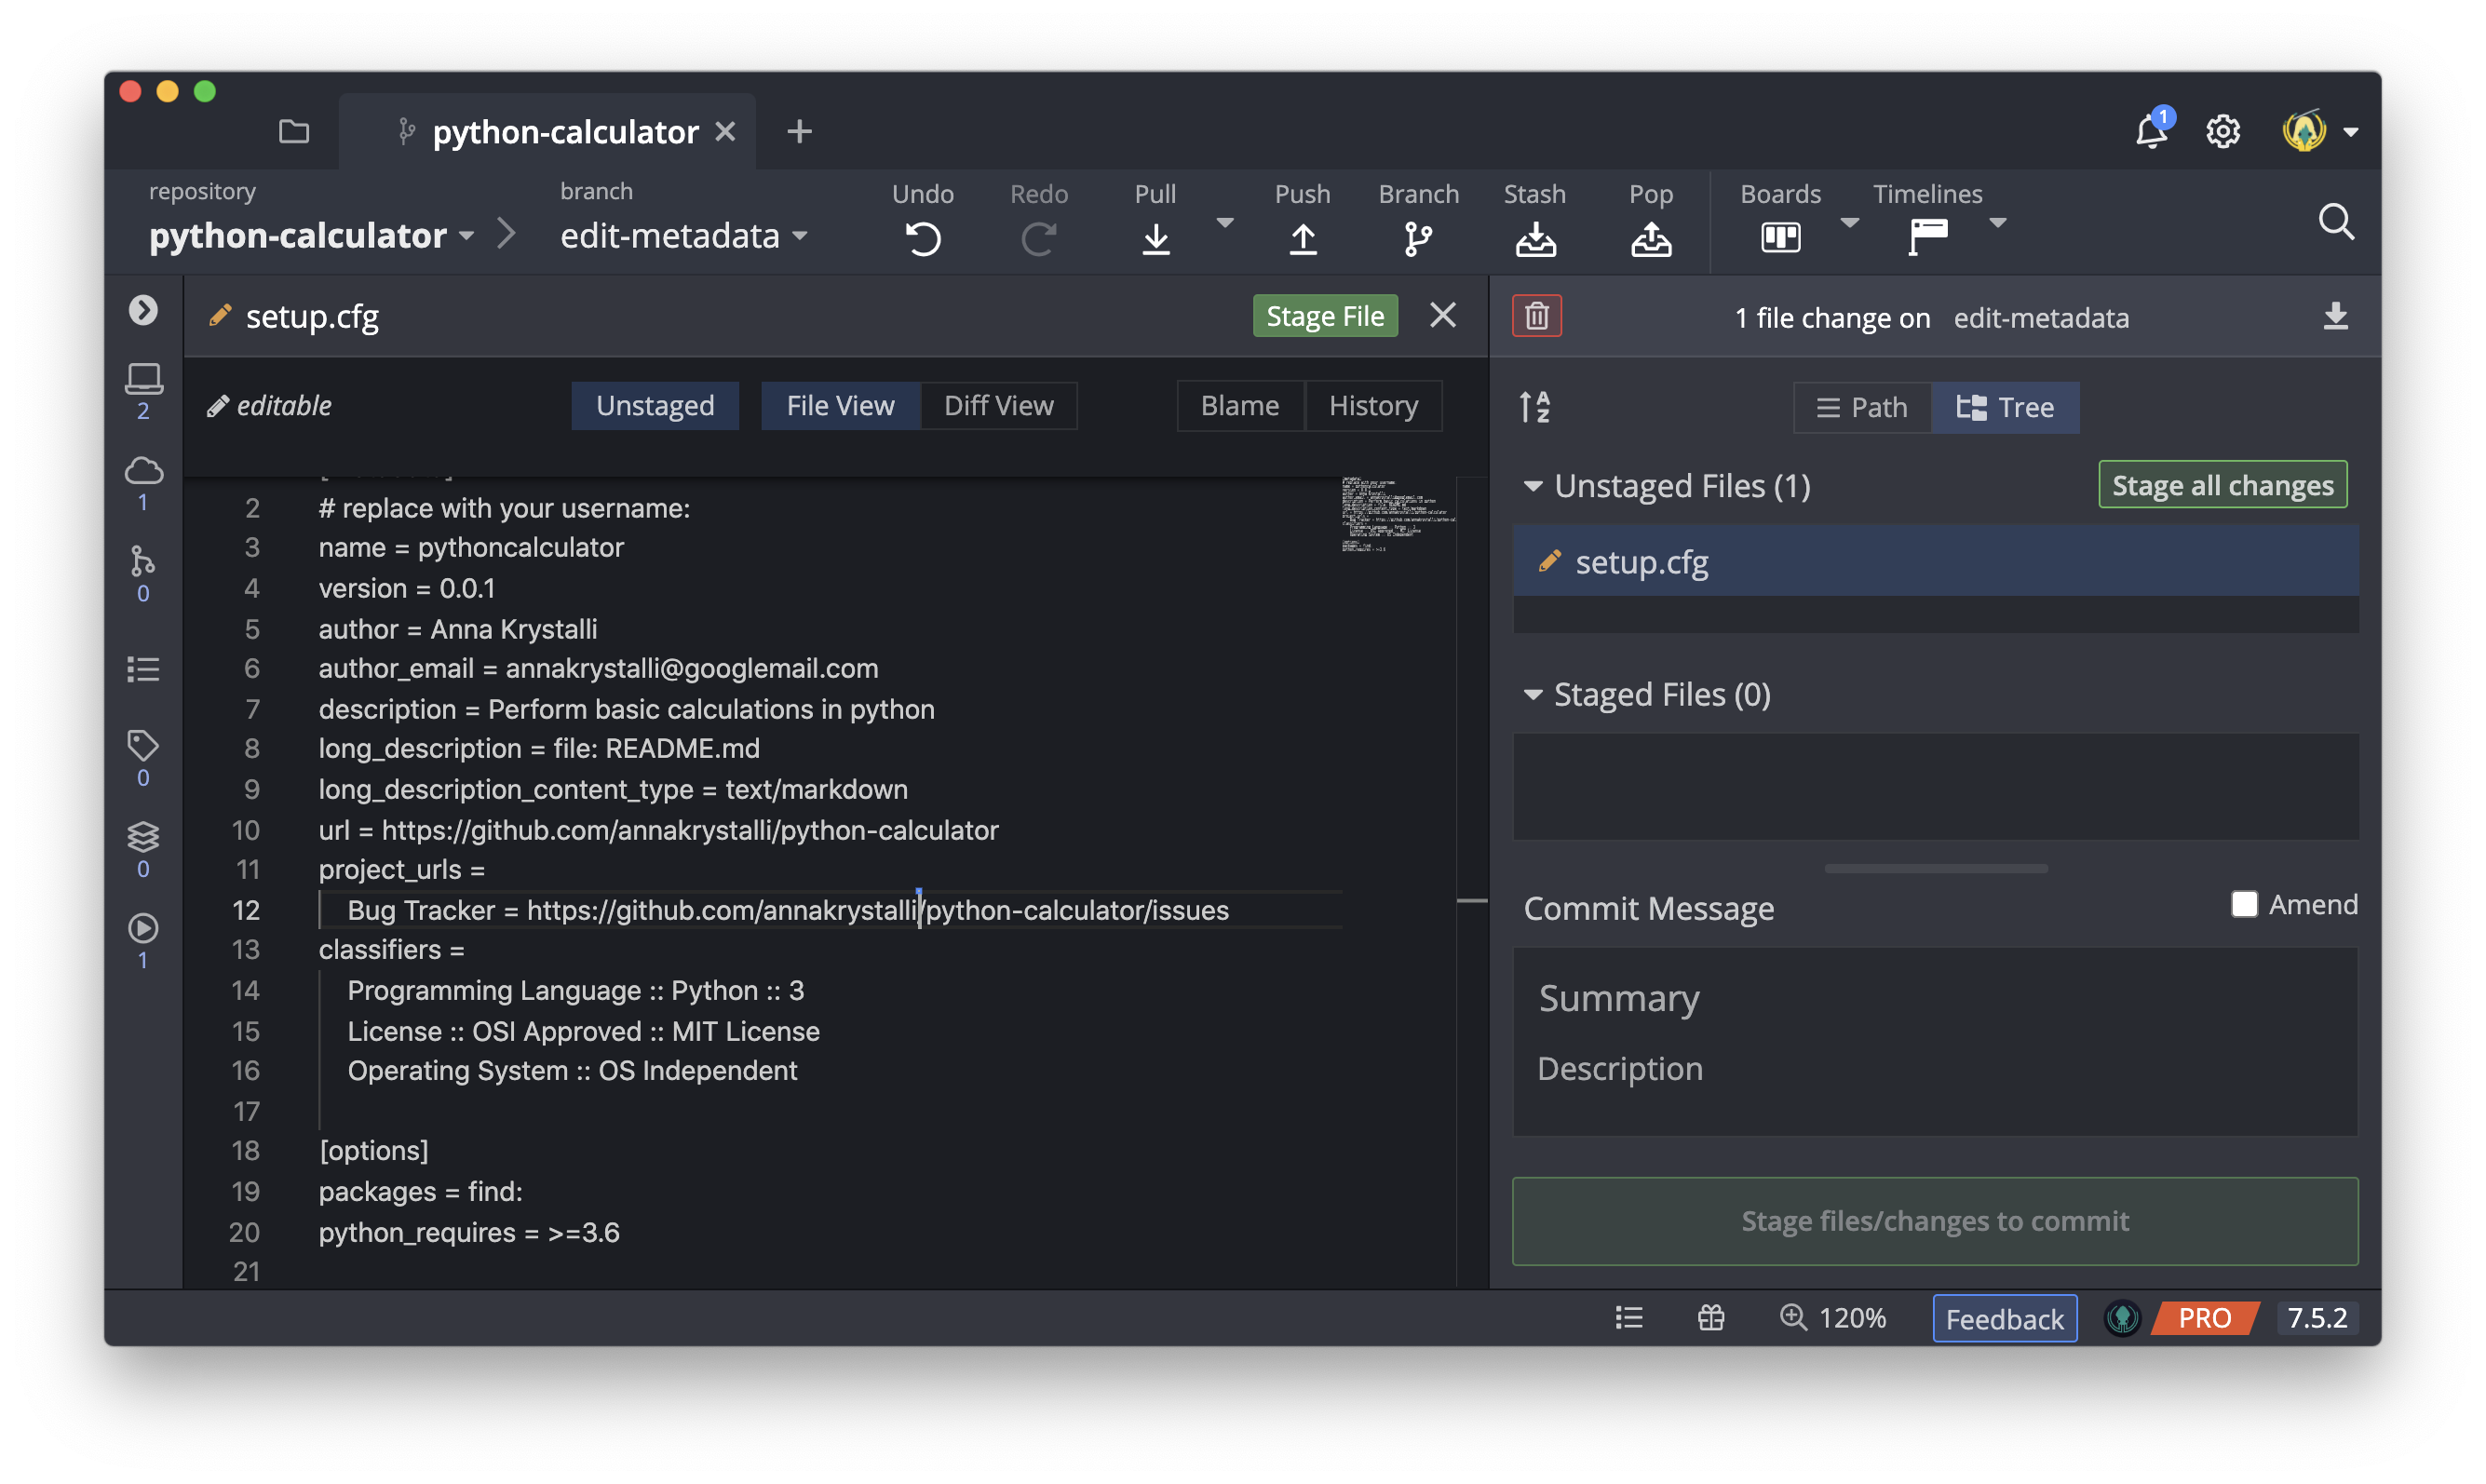 python-calculator
1
repository
python-calculator
branch
edit-metadata
Undo
Redo
Pull
Push
Branch
Stash
Pop
Boards
Timelines
setup.cfg
Stage File
1 file change on edit-metadata
editable
Unstaged
File View
Diff View
Blame
History
Path
Tree
2
1
0
0
0
1
2 # replace with your username:
3 name = pythoncalculator
4 version = 0.0.1
5 author = Anna Krystalli
6 author_email = annakrystalli@googlemail.com
7 description = Perform basic calculations in python
8 long_description = file: README.md
9 long_description_content_type = text/markdown
10 url = https://github.com/annakrystalli/python-calculator
11 project_urls =
12 Bug Tracker = https://github.com/annakrystalli/python-calculator/issues
13 classifiers =
14 Programming Language :: Python :: 3
15 License :: OSI Approved :: MIT License
16 Operating System :: OS Independent
17
18 [options]
19 packages = find:
20 python_requires = >=3.6
21
Unstaged Files (1)
Stage all changes
setup.cfg
Staged Files (0)
Commit Message
Amend
Summary
Description
Stage files/changes to commit
120%
Feedback
PRO
7.5.2